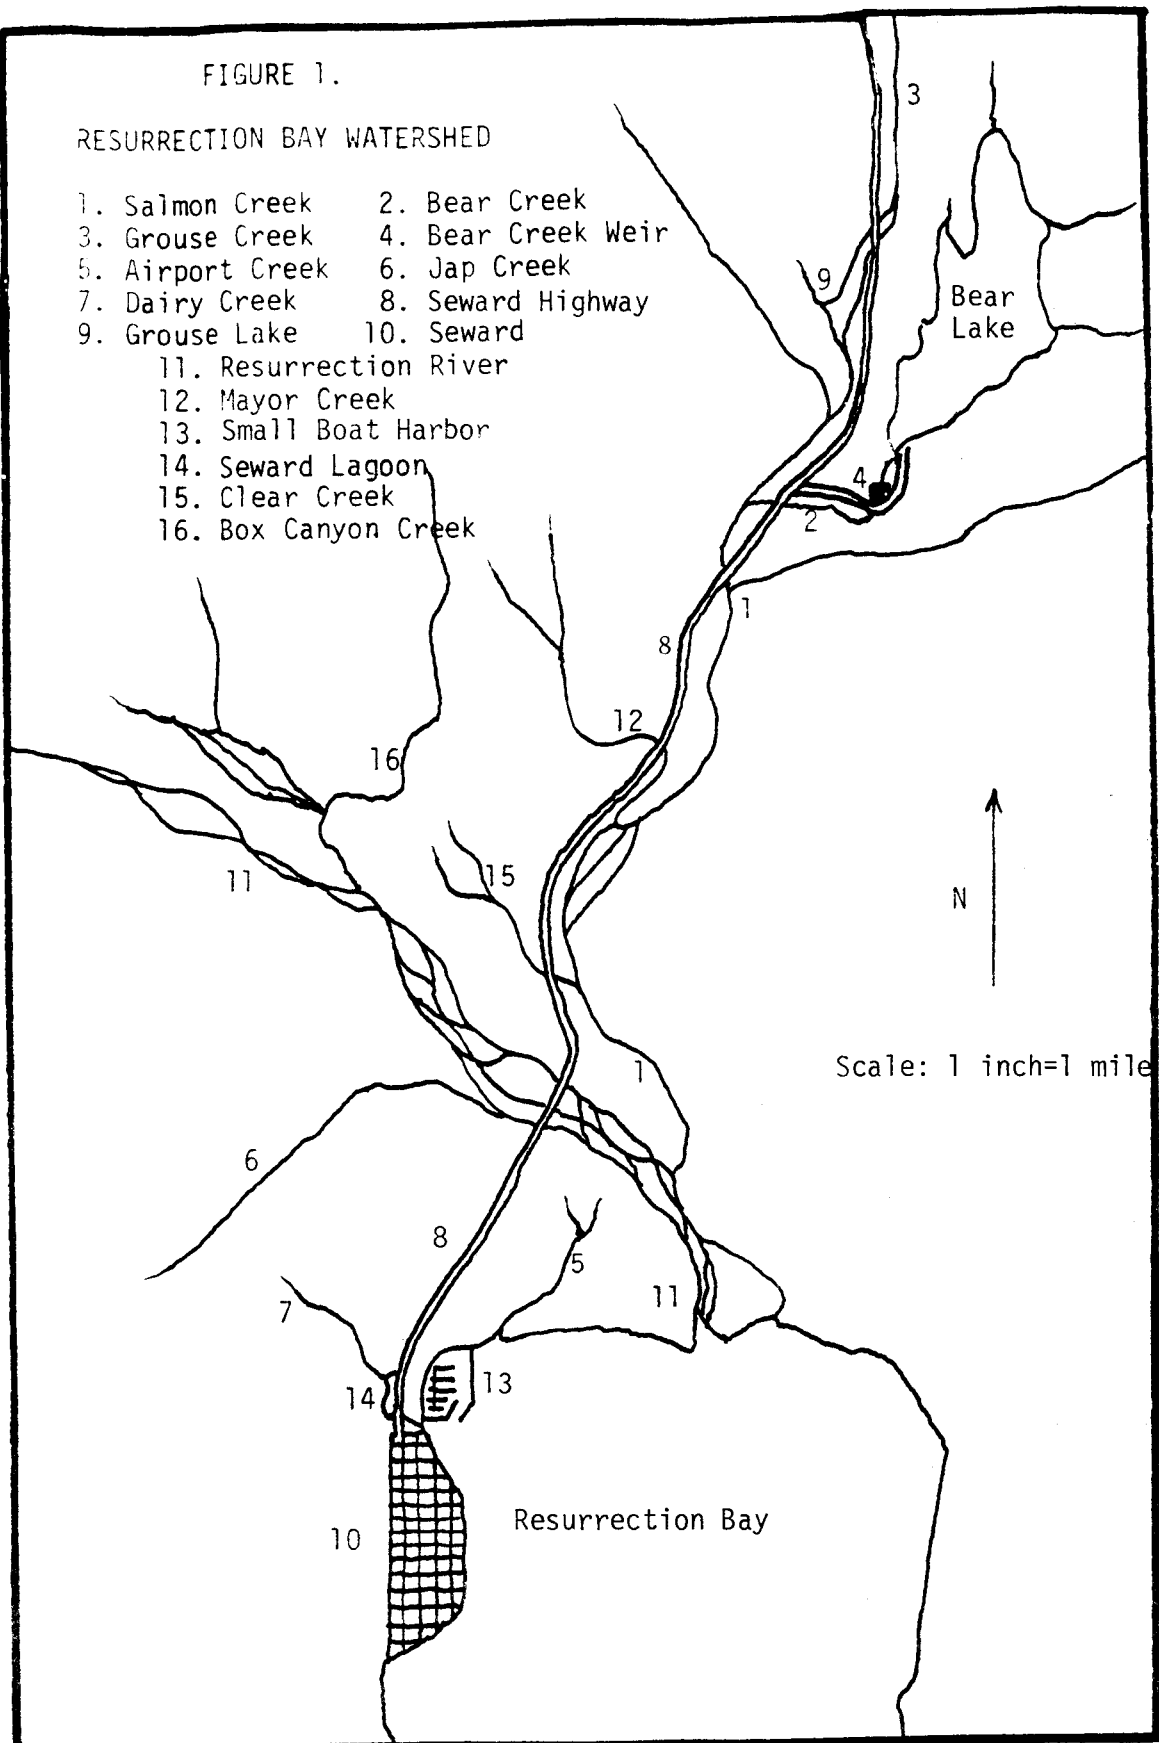 FIGURE 1.
RESURRECTION BAY WATERSHED
1. Salmon Creek 2. Bear Creek
3. Grouse Creek 4. Bear Creek Weir
5. Airport Creek 6. Jap Creek
7. Dairy Creek 8. Seward Highway
9. Grouse Lake 10. Seward
11. Resurrection River
12. Mayor Creek
13. Small Boat Harbor
14. Seward Lagoon
15. Clear Creek
16. Box Canyon Creek
3
9
Bear
Lake
4
2
1
8
12
16
15
11
N
Scale: 1 inch=1 mile
1
6
8
5
11
7
14
13
10
Resurrection Bay